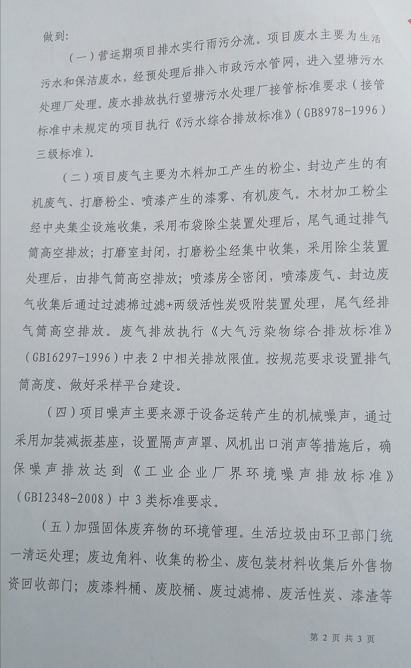 做到:
（一）营运期项目排水实行雨污分流。项目废水主要为生活
污水和保洁废水，经预处理后排入市政污水管网，进入望塘污水
处理厂处理。废水排放执行望塘污水处理厂接管标准要求（接管
标准中未规定的项目执行《污水综合排放标准》（GB8978-1996）
三级标准）。
（二）项目废气主要为木料加工产生的粉尘、封边产生的有
机废气、打磨粉尘、喷漆产生的漆雾、有机废气。木材加工粉尘
经中央集尘设施收集，采用布袋除尘装置处理后，尾气通过排气
筒高空排放；打磨室封闭，打磨粉尘经集中收集，采用除尘装置
处理后，由排气筒高空排放；喷漆房全密闭，喷漆废气、封边废
气收集后通过过滤棉过滤+两级活性炭吸附装置处理，尾气经排
气筒高空排放。废气排放执行《大气污染物综合排放标准》
（GB16297-1996）中表 2 中相关排放限值。按规范要求设置排气
筒高度、做好采样平台建设。
（四）项目噪声主要来源于设备运转产生的机械噪声，通过
采用加装减振基座，设置隔声声罩、风机出口消声等措施后，确
保噪声排放达到《工业企业厂界环境噪声排放标准》
（GB12348-2008）中 3 类标准要求。
（五）加强固体废弃物的环境管理。生活垃圾由环卫部门统
一清运处理；废边角料、收集的粉尘、废包装材料收集后外售物
资回收部门；废漆料桶、废胶桶、废过滤棉、废活性炭、漆渣等
第 2 页 共 3 页